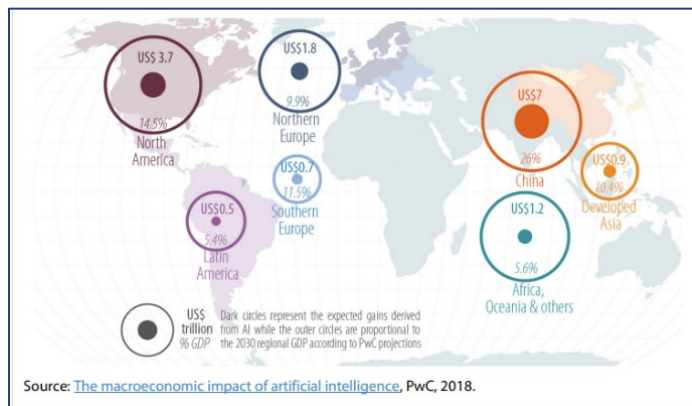 US$ 3.7
14.5%
North
America
US$1.8
9.9%
Northern
Europe
US$7
26%
China
US$0.9
10.4%
Developed
Asia
US$0.7
11.5%
Southern
Europe
US$0.5
5.4%
Latin
America
US$1.2
5.6%
Africa,
Oceania & others
US$
trillion
% GDP
Dark circles represent the expected gains derived
from AI while the outer circles are proportional to
the 2030 regional GDP according to PwC projections
Source: The macroeconomic impact of artificial intelligence, PwC, 2018.